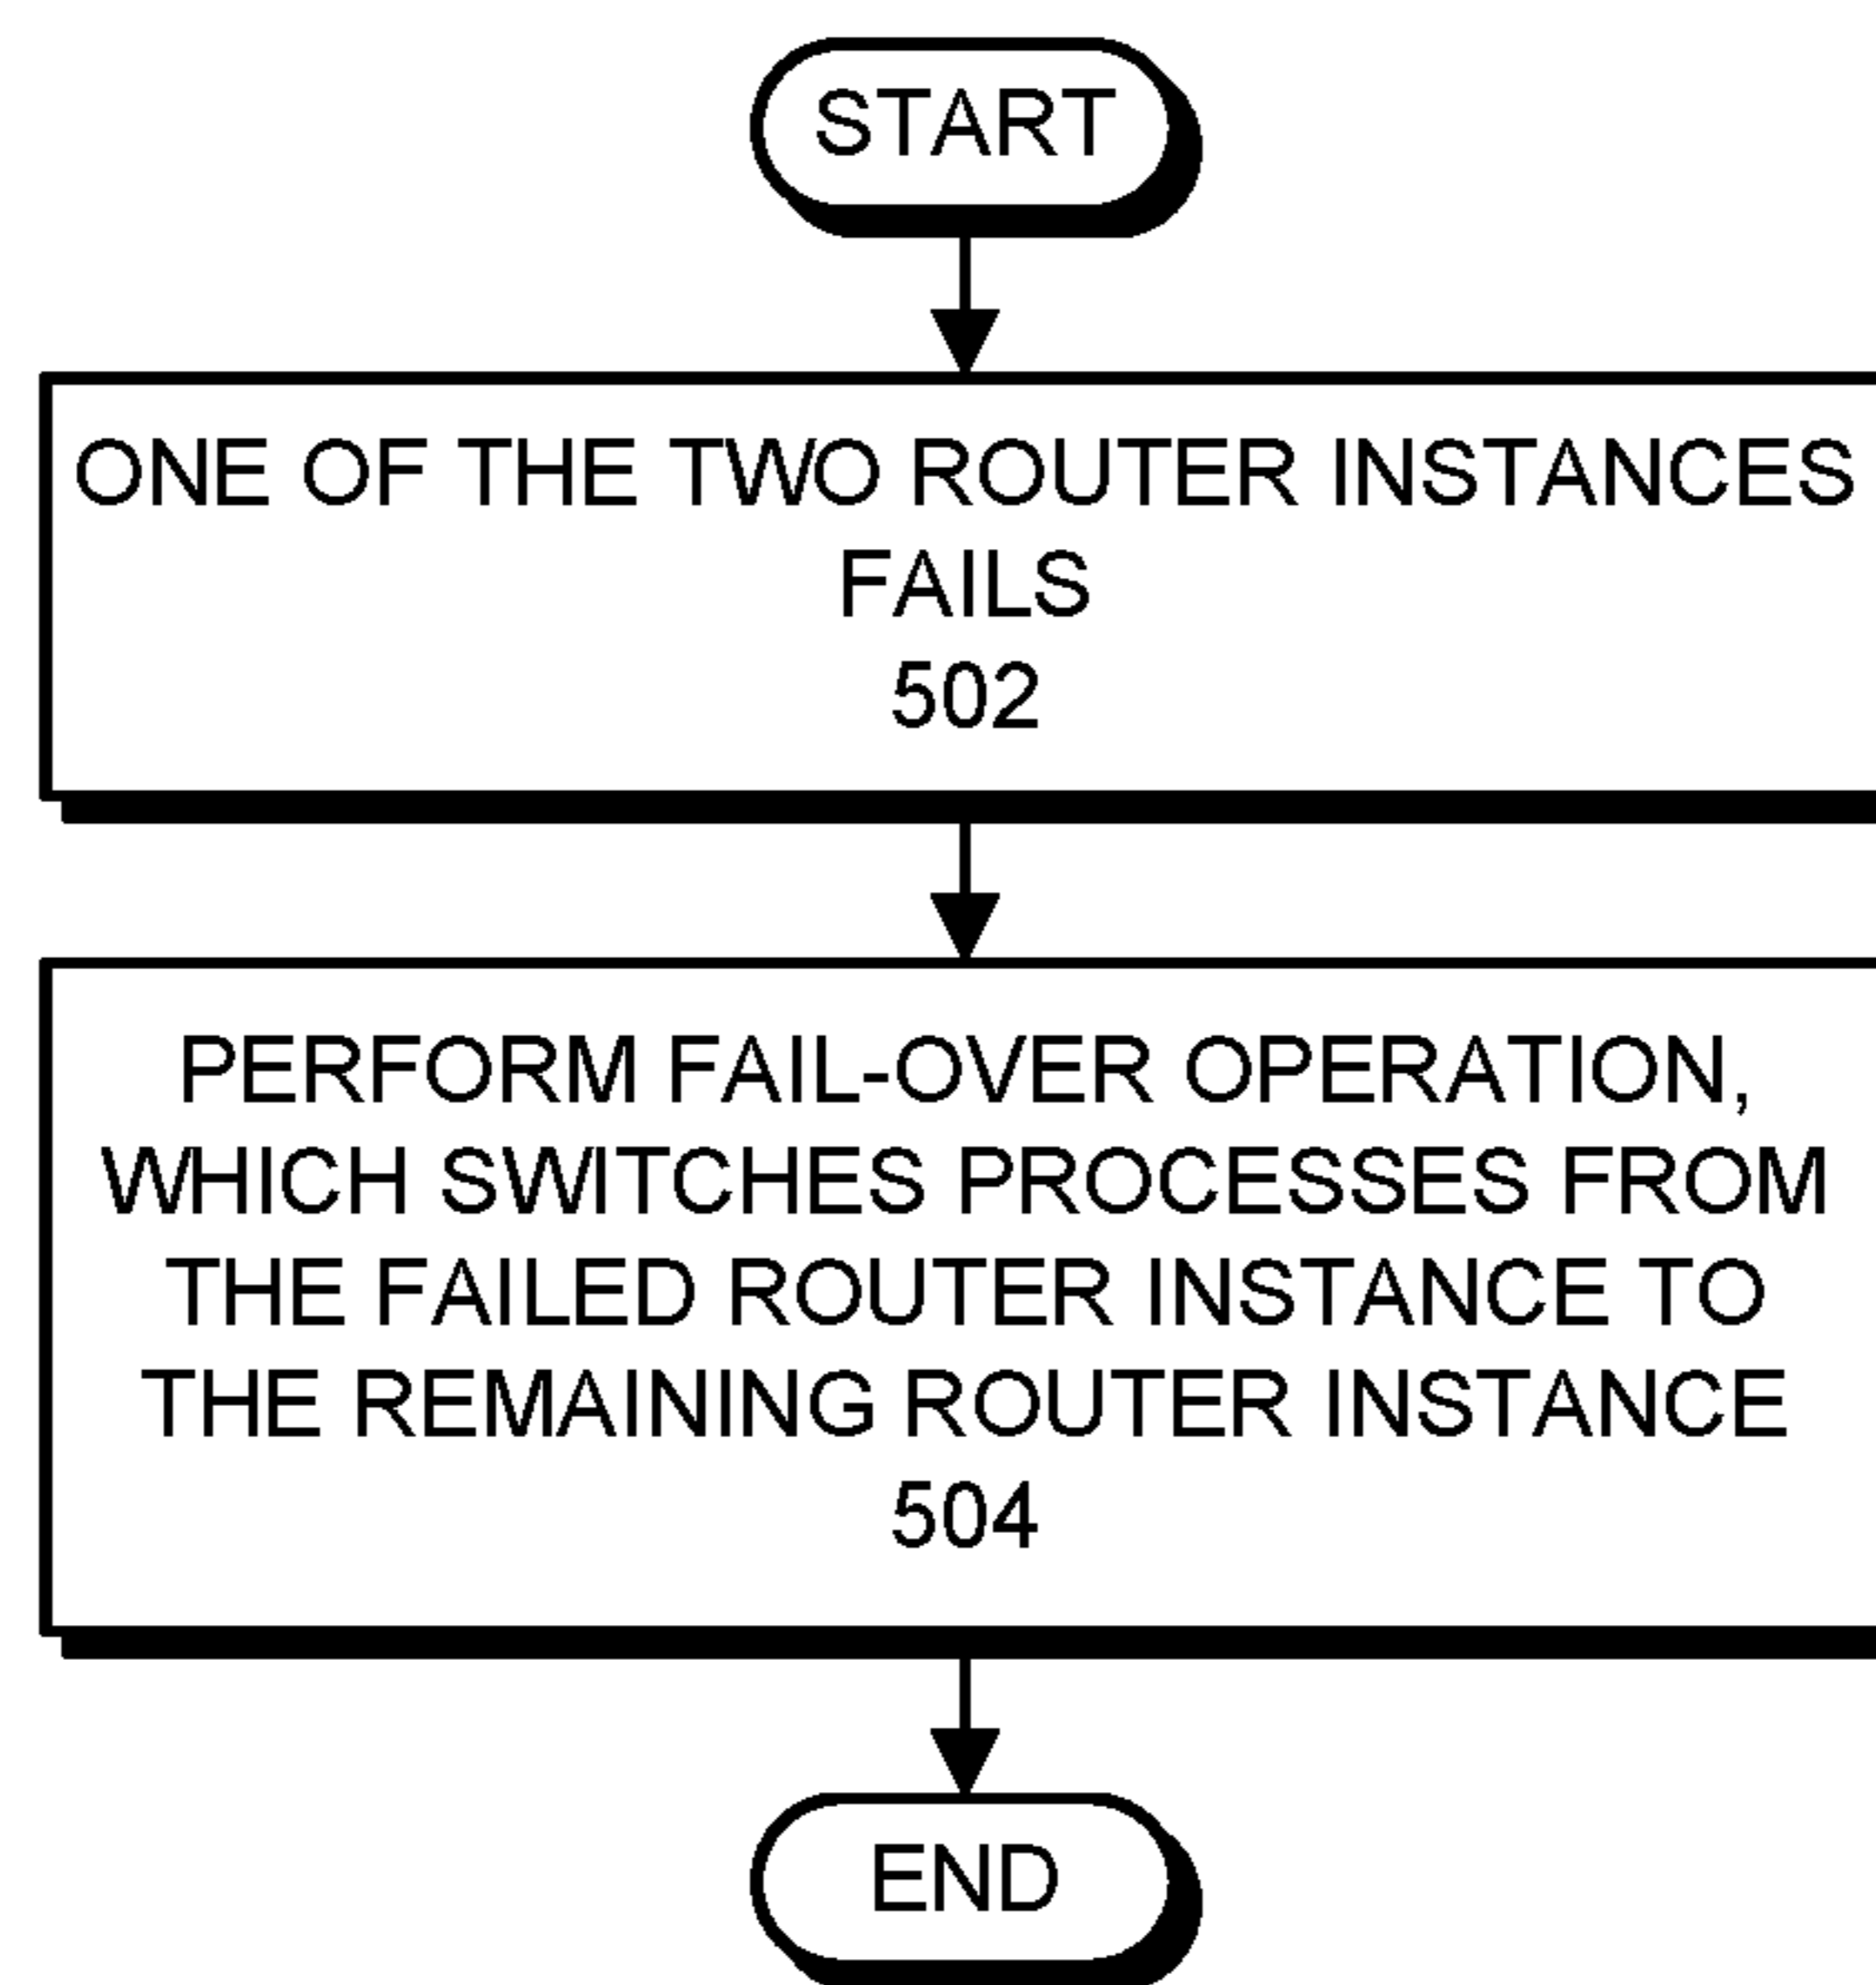 START
ONE OF THE TWO ROUTER INSTANCES
FAILS
502
PERFORM FAIL-OVER OPERATION,
WHICH SWITCHES PROCESSES FROM
THE FAILED ROUTER INSTANCE TO
THE REMAINING ROUTER INSTANCE
504
END